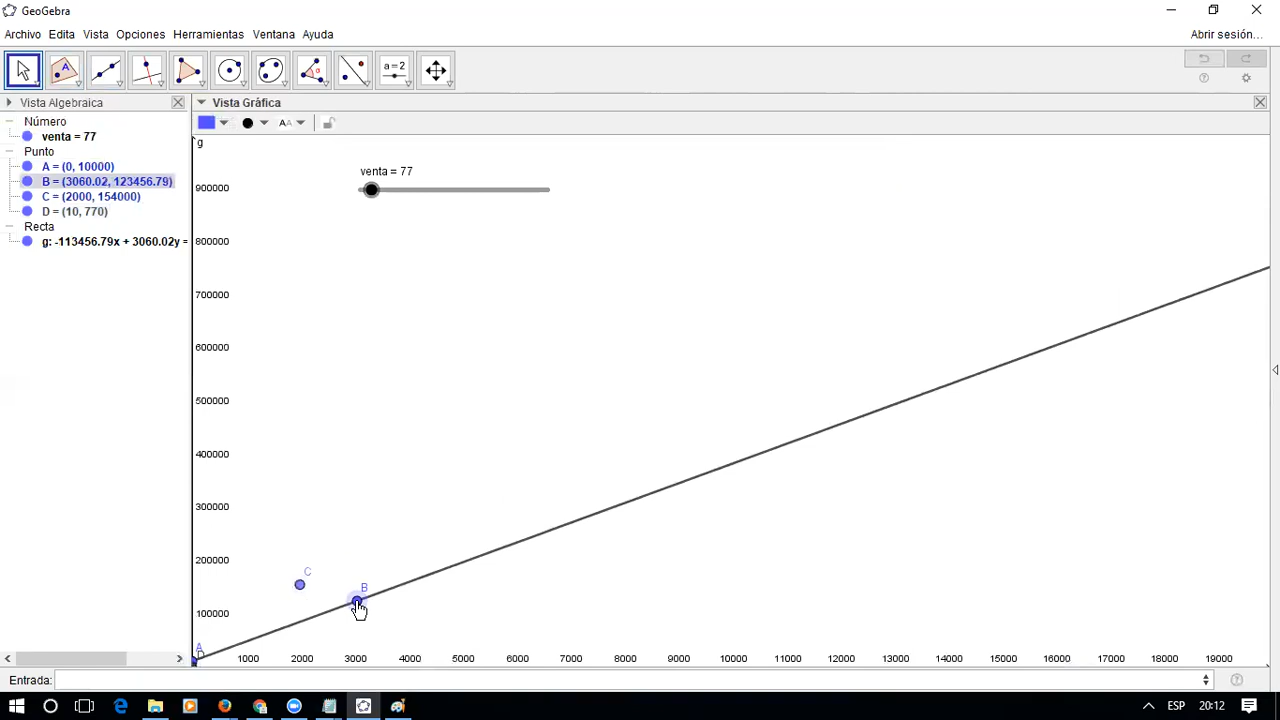 GeoGebra
Archivo Edita Vista Opciones Herramientas Ventana Ayuda
Abrir sesión...
A
a = 2
Vista Algebraica
Vista Gráfica
AA
Número
venta = 77
Punto
A = (0, 10000)
B = (3060.02, 123456.79)
C = (2000, 154000)
D = (10, 770)
Recta
g: -113456.79x + 3060.02y =
g
venta = 77
900000
800000
700000
600000
500000
400000
300000
200000
100000
C
B
A
D
1000 2000 3000 4000 5000 6000 7000 8000 9000 10000 11000 12000 13000 14000 15000 16000 17000 18000 19000
Entrada:
ESP 20:12